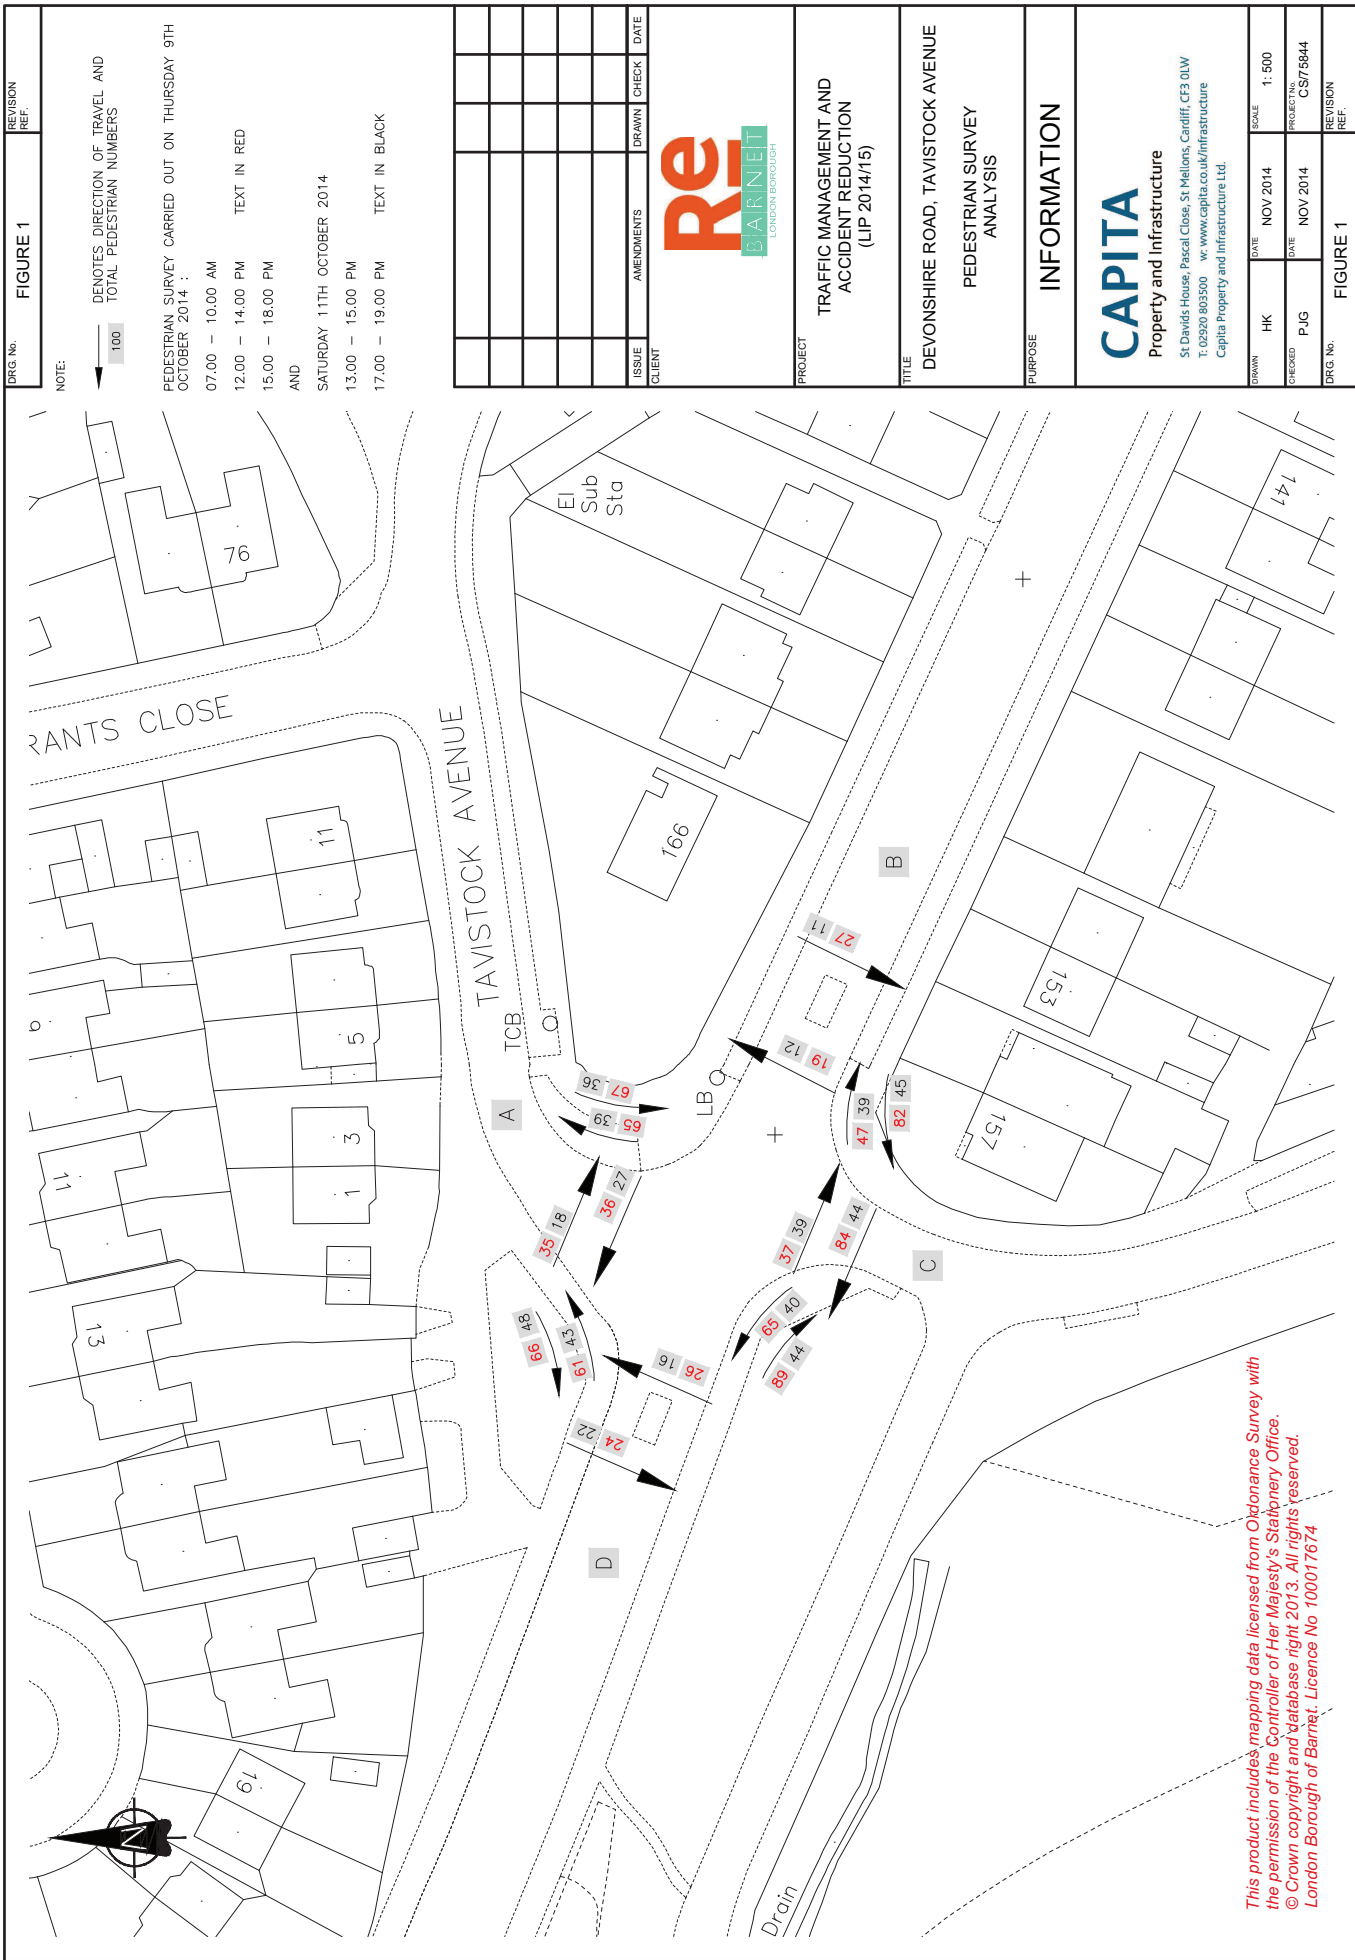 RANTS CLOSE
TAVISTOCK AVENUE
76
11
5
3
1
9
11
13
19
166
El
Sub
Sta
TCB
LB
141
153
157
Drain
A
B
C
D
N
36 67
39 65
35 18
36 27
66 48
61 43
16 26
22 24
65 40
89 44
37 39
84 44
47 39
82 45
12 19
11 27
This product includes mapping data licensed from Ordonance Survey with
the permission of the Controller of Her Majesty's Stationery Office.
© Crown copyright and database right 2013. All rights reserved.
London Borough of Barnet. Licence No 100017674
DRG. No.
FIGURE 1
REVISION
REF.
NOTE:
100
DENOTES DIRECTION OF TRAVEL AND
TOTAL PEDESTRIAN NUMBERS
PEDESTRIAN SURVEY CARRIED OUT ON THURSDAY 9TH
OCTOBER 2014 :
07.00 – 10.00 AM
12.00 – 14.00 PM TEXT IN RED
15.00 – 18.00 PM
AND
SATURDAY 11TH OCTOBER 2014
13.00 – 15.00 PM
17.00 – 19.00 PM TEXT IN BLACK
ISSUE AMENDMENTS DRAWN CHECK DATE
CLIENT
Re
BARNET
LONDON BOROUGH
PROJECT
TRAFFIC MANAGEMENT AND
ACCIDENT REDUCTION
(LIP 2014/15)
TITLE
DEVONSHIRE ROAD, TAVISTOCK AVENUE
PEDESTRIAN SURVEY
ANALYSIS
PURPOSE
INFORMATION
CAPITA
Property and Infrastructure
St Davids House, Pascal Close, St Mellons, Cardiff, CF3 0LW
T: 02920 803500 w: www.capita.co.uk/infrastructure
Capita Property and Infrastructure Ltd.
DRAWN HK DATE NOV 2014 SCALE 1: 500
CHECKED PJG DATE NOV 2014 PROJECT No. CS/75844
DRG. No.
FIGURE 1
REVISION
REF.